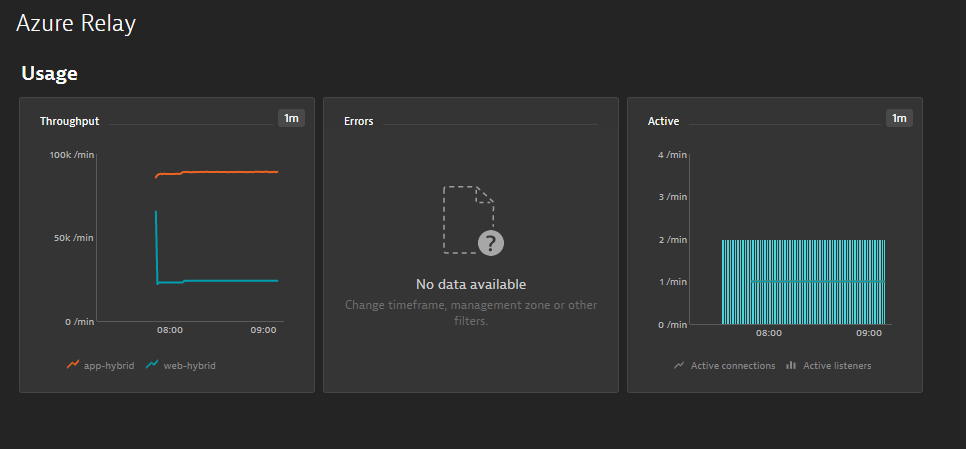 Azure Relay
Usage
Throughput
1m
100k /min
50k /min
0 /min
08:00
09:00
app-hybrid
web-hybrid
Errors
?
No data available
Change timeframe, management zone or other
filters.
Active
1m
4 /min
3 /min
2 /min
1 /min
0 /min
08:00
09:00
Active connections
Active listeners